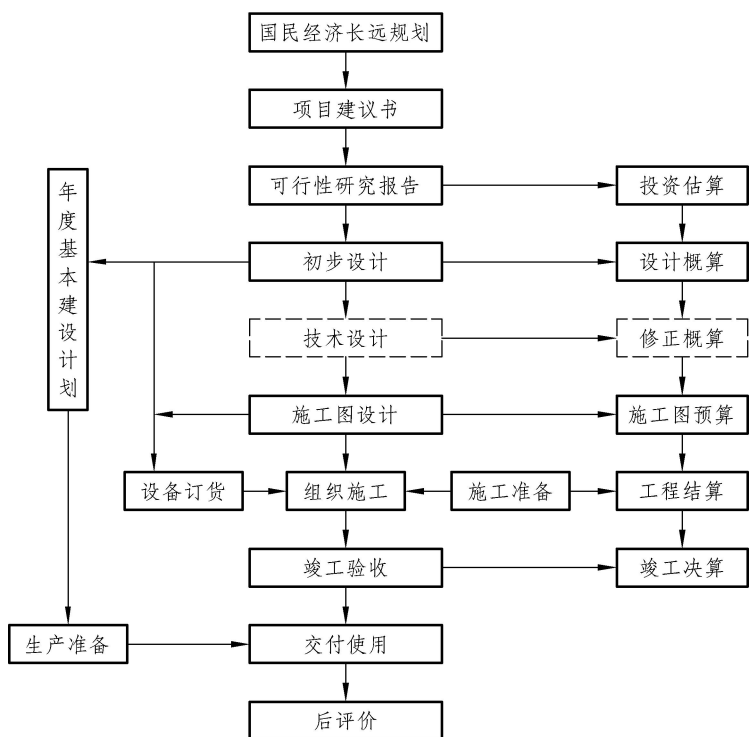 国民经济长远规划
项目建议书
可行性研究报告
投资估算
年度基本建设计划
初步设计
设计概算
技术设计
修正概算
施工图设计
施工图预算
设备订货
组织施工
施工准备
工程结算
竣工验收
竣工决算
生产准备
交付使用
后评价